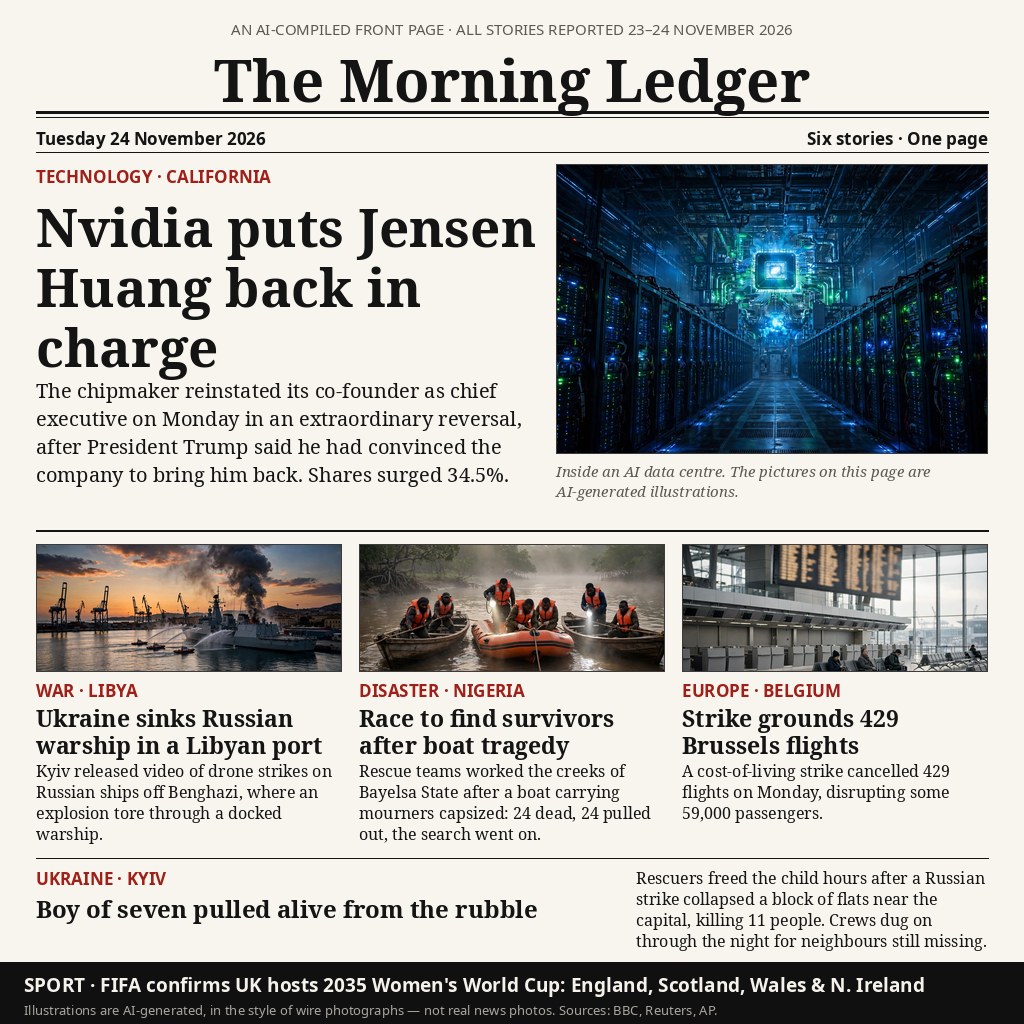 AN AI-COMPILED FRONT PAGE · ALL STORIES REPORTED 23–24 NOVEMBER 2026
The Morning Ledger
Tuesday 24 November 2026
Six stories · One page
TECHNOLOGY · CALIFORNIA
Nvidia puts Jensen
Huang back in
charge
The chipmaker reinstated its co-founder as chief
executive on Monday in an extraordinary reversal,
after President Trump said he had convinced the
company to bring him back. Shares surged 34.5%.
Inside an AI data centre. The pictures on this page are
AI-generated illustrations.
WAR · LIBYA
Ukraine sinks Russian
warship in a Libyan port
Kyiv released video of drone strikes on
Russian ships off Benghazi, where an
explosion tore through a docked
warship.
DISASTER · NIGERIA
Race to find survivors
after boat tragedy
Rescue teams worked the creeks of
Bayelsa State after a boat carrying
mourners capsized: 24 dead, 24 pulled
out, the search went on.
EUROPE · BELGIUM
Strike grounds 429
Brussels flights
A cost-of-living strike cancelled 429
flights on Monday, disrupting some
59,000 passengers.
UKRAINE · KYIV
Boy of seven pulled alive from the rubble
Rescuers freed the child hours after a Russian
strike collapsed a block of flats near the
capital, killing 11 people. Crews dug on
through the night for neighbours still missing.
SPORT · FIFA confirms UK hosts 2035 Women's World Cup: England, Scotland, Wales & N. Ireland
Illustrations are AI-generated, in the style of wire photographs — not real news photos. Sources: BBC, Reuters, AP.